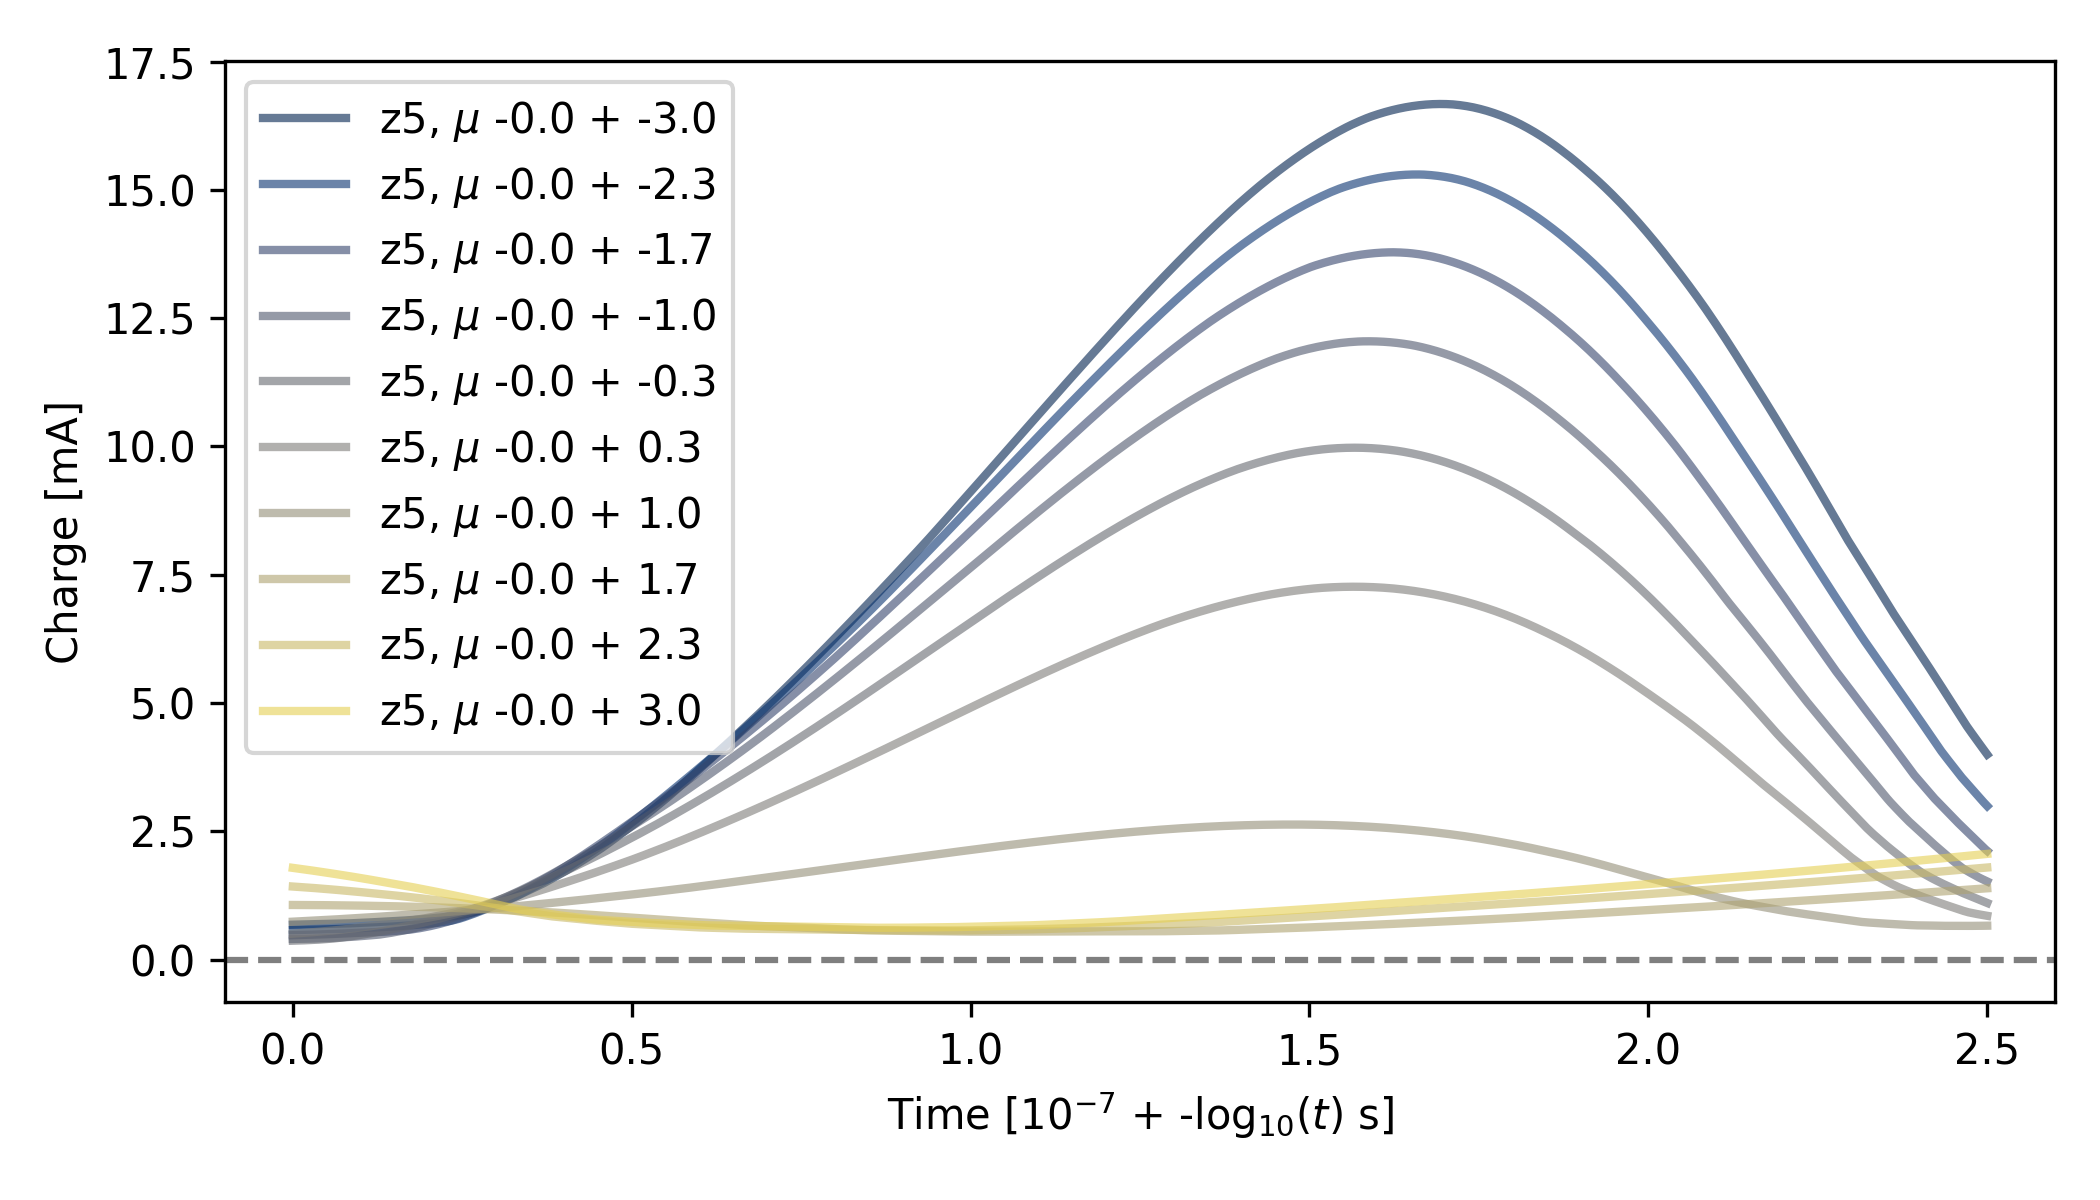 17.5
15.0
12.5
10.0
7.5
5.0
2.5
0.0
Charge [mA]
z5, μ -0.0 + -3.0
z5, μ -0.0 + -2.3
z5, μ -0.0 + -1.7
z5, μ -0.0 + -1.0
z5, μ -0.0 + -0.3
z5, μ -0.0 + 0.3
z5, μ -0.0 + 1.0
z5, μ -0.0 + 1.7
z5, μ -0.0 + 2.3
z5, μ -0.0 + 3.0
0.0 0.5 1.0 1.5 2.0 2.5
Time [10⁻⁷ + -log₁₀(t) s]